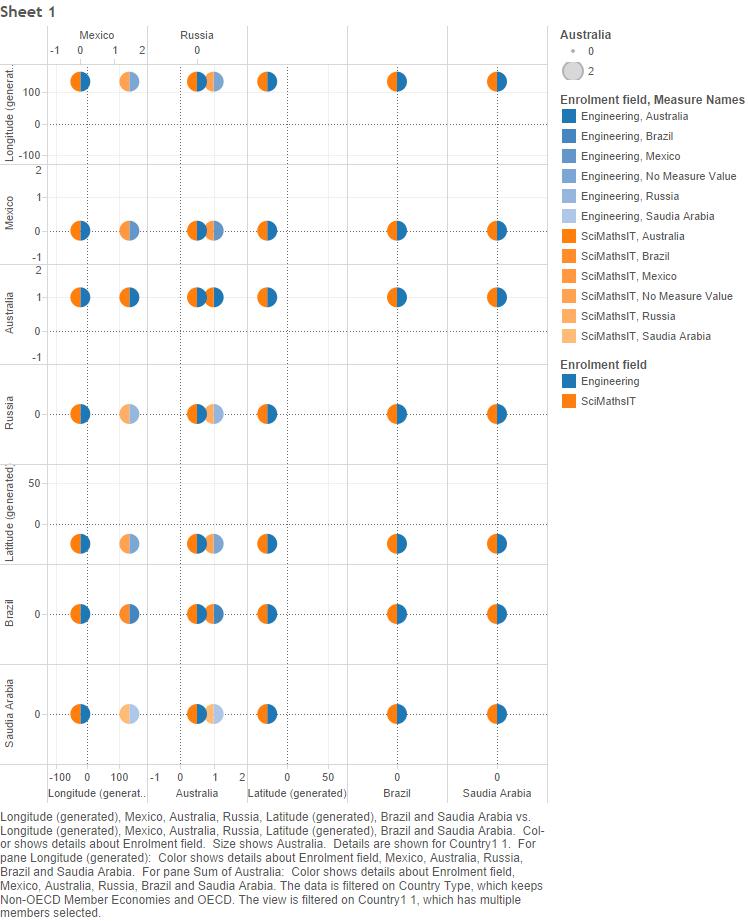 Sheet 1
Mexico Russia
-1 0 1 2 0
Longitude (generat..
100
0
-100
Mexico
2
1
0
-1
Australia
2
1
0
-1
Russia
0
Latitude (generated)
50
0
Brazil
0
Saudia Arabia
0
-100 0 100 -1 0 1 2 0 50 0 0
Longitude (generat.. Australia Latitude (generated) Brazil Saudia Arabia
Australia
0
2
Enrolment field, Measure Names
Engineering, Australia
Engineering, Brazil
Engineering, Mexico
Engineering, No Measure Value
Engineering, Russia
Engineering, Saudia Arabia
SciMathsIT, Australia
SciMathsIT, Brazil
SciMathsIT, Mexico
SciMathsIT, No Measure Value
SciMathsIT, Russia
SciMathsIT, Saudia Arabia
Enrolment field
Engineering
SciMathsIT
Longitude (generated), Mexico, Australia, Russia, Latitude (generated), Brazil and Saudia Arabia vs.
Longitude (generated), Mexico, Australia, Russia, Latitude (generated), Brazil and Saudia Arabia. Col-
or shows details about Enrolment field. Size shows Australia. Details are shown for Country1 1. For
pane Longitude (generated): Color shows details about Enrolment field, Mexico, Australia, Russia,
Brazil and Saudia Arabia. For pane Sum of Australia: Color shows details about Enrolment field,
Mexico, Australia, Russia, Brazil and Saudia Arabia. The data is filtered on Country Type, which keeps
Non-OECD Member Economies and OECD. The view is filtered on Country1 1, which has multiple
members selected.